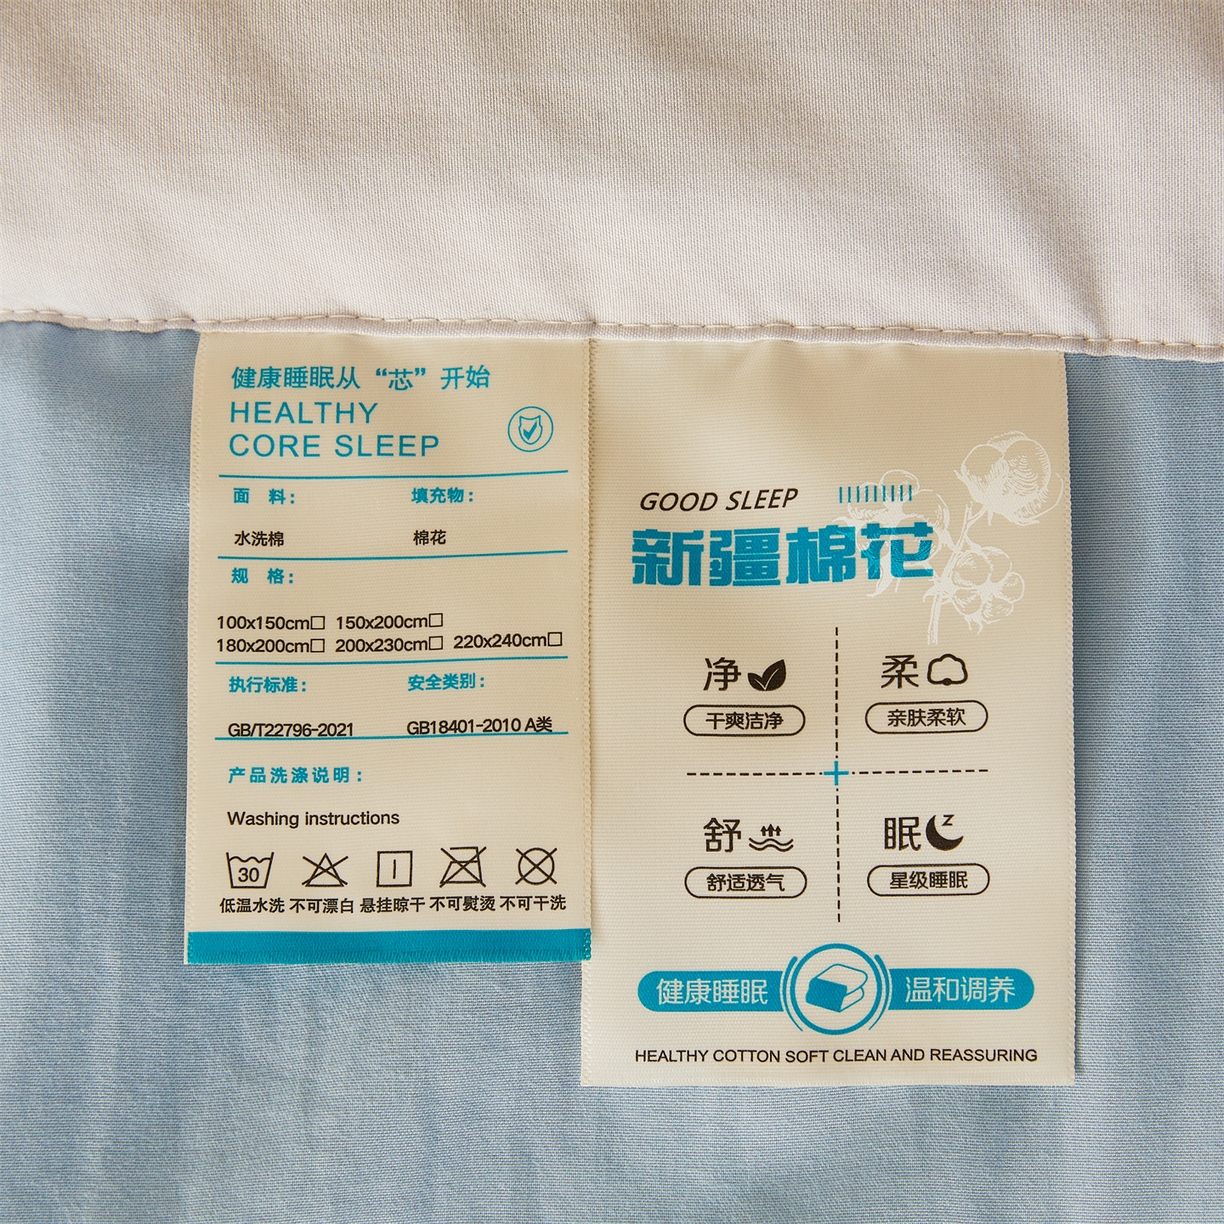 健康睡眠从“芯”开始
HEALTHY
CORE SLEEP
面 料： 填充物：
水洗棉 棉花
规 格：
100x150cm□ 150x200cm□
180x200cm□ 200x230cm□ 220x240cm□
执行标准： 安全类别：
GB/T22796-2021 GB18401-2010 A类
产品洗涤说明：
Washing instructions
30
低温水洗 不可漂白 悬挂晾干 不可熨烫 不可干洗
GOOD SLEEP
新疆棉花
净 柔
干爽洁净 亲肤柔软
舒 眠 z
舒适透气 星级睡眠
健康睡眠 温和调养
HEALTHY COTTON SOFT CLEAN AND REASSURING